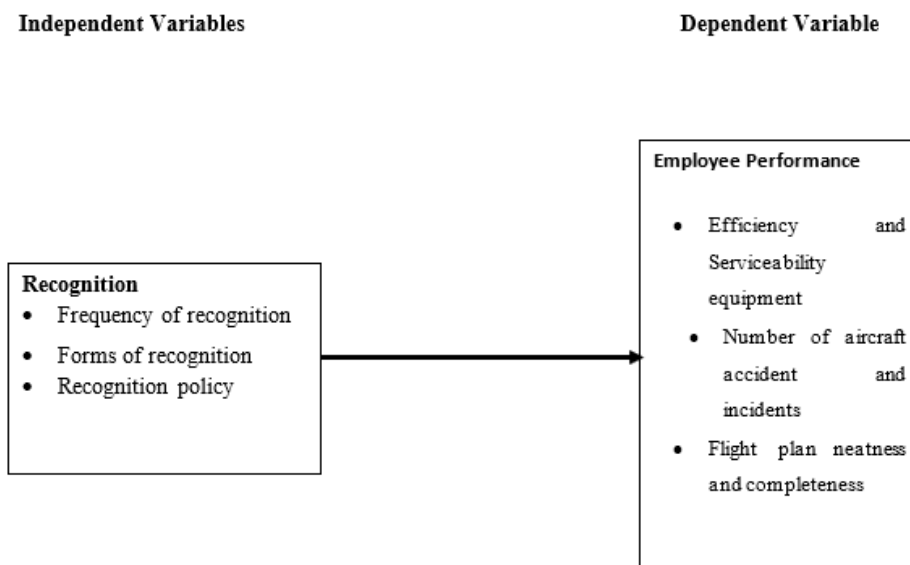 Independent Variables
Dependent Variable
Recognition
• Frequency of recognition
• Forms of recognition
• Recognition policy
Employee Performance
• Efficiency and
Serviceability
equipment
• Number of aircraft
accident and
incidents
• Flight plan neatness
and completeness